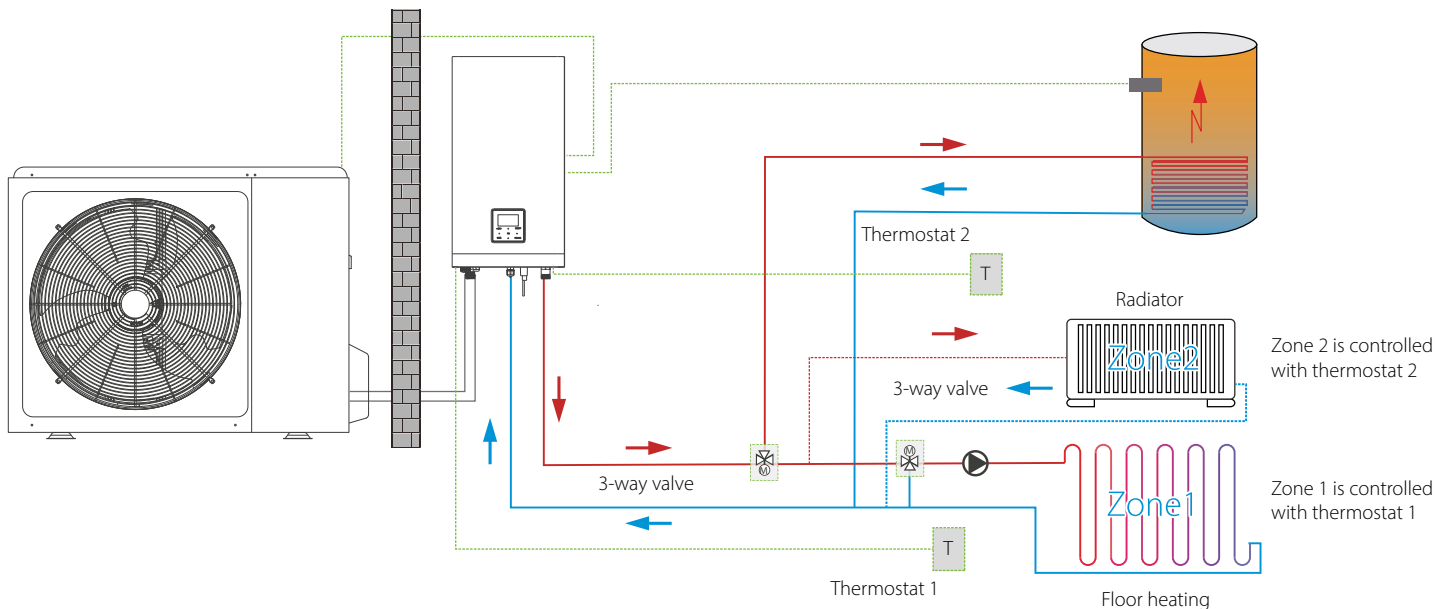 Thermostat 2
T
Radiator
Zone2
Zone 2 is controlled
with thermostat 2
3-way valve
M
M
3-way valve
Zone1
Zone 1 is controlled
with thermostat 1
T
Thermostat 1
Floor heating